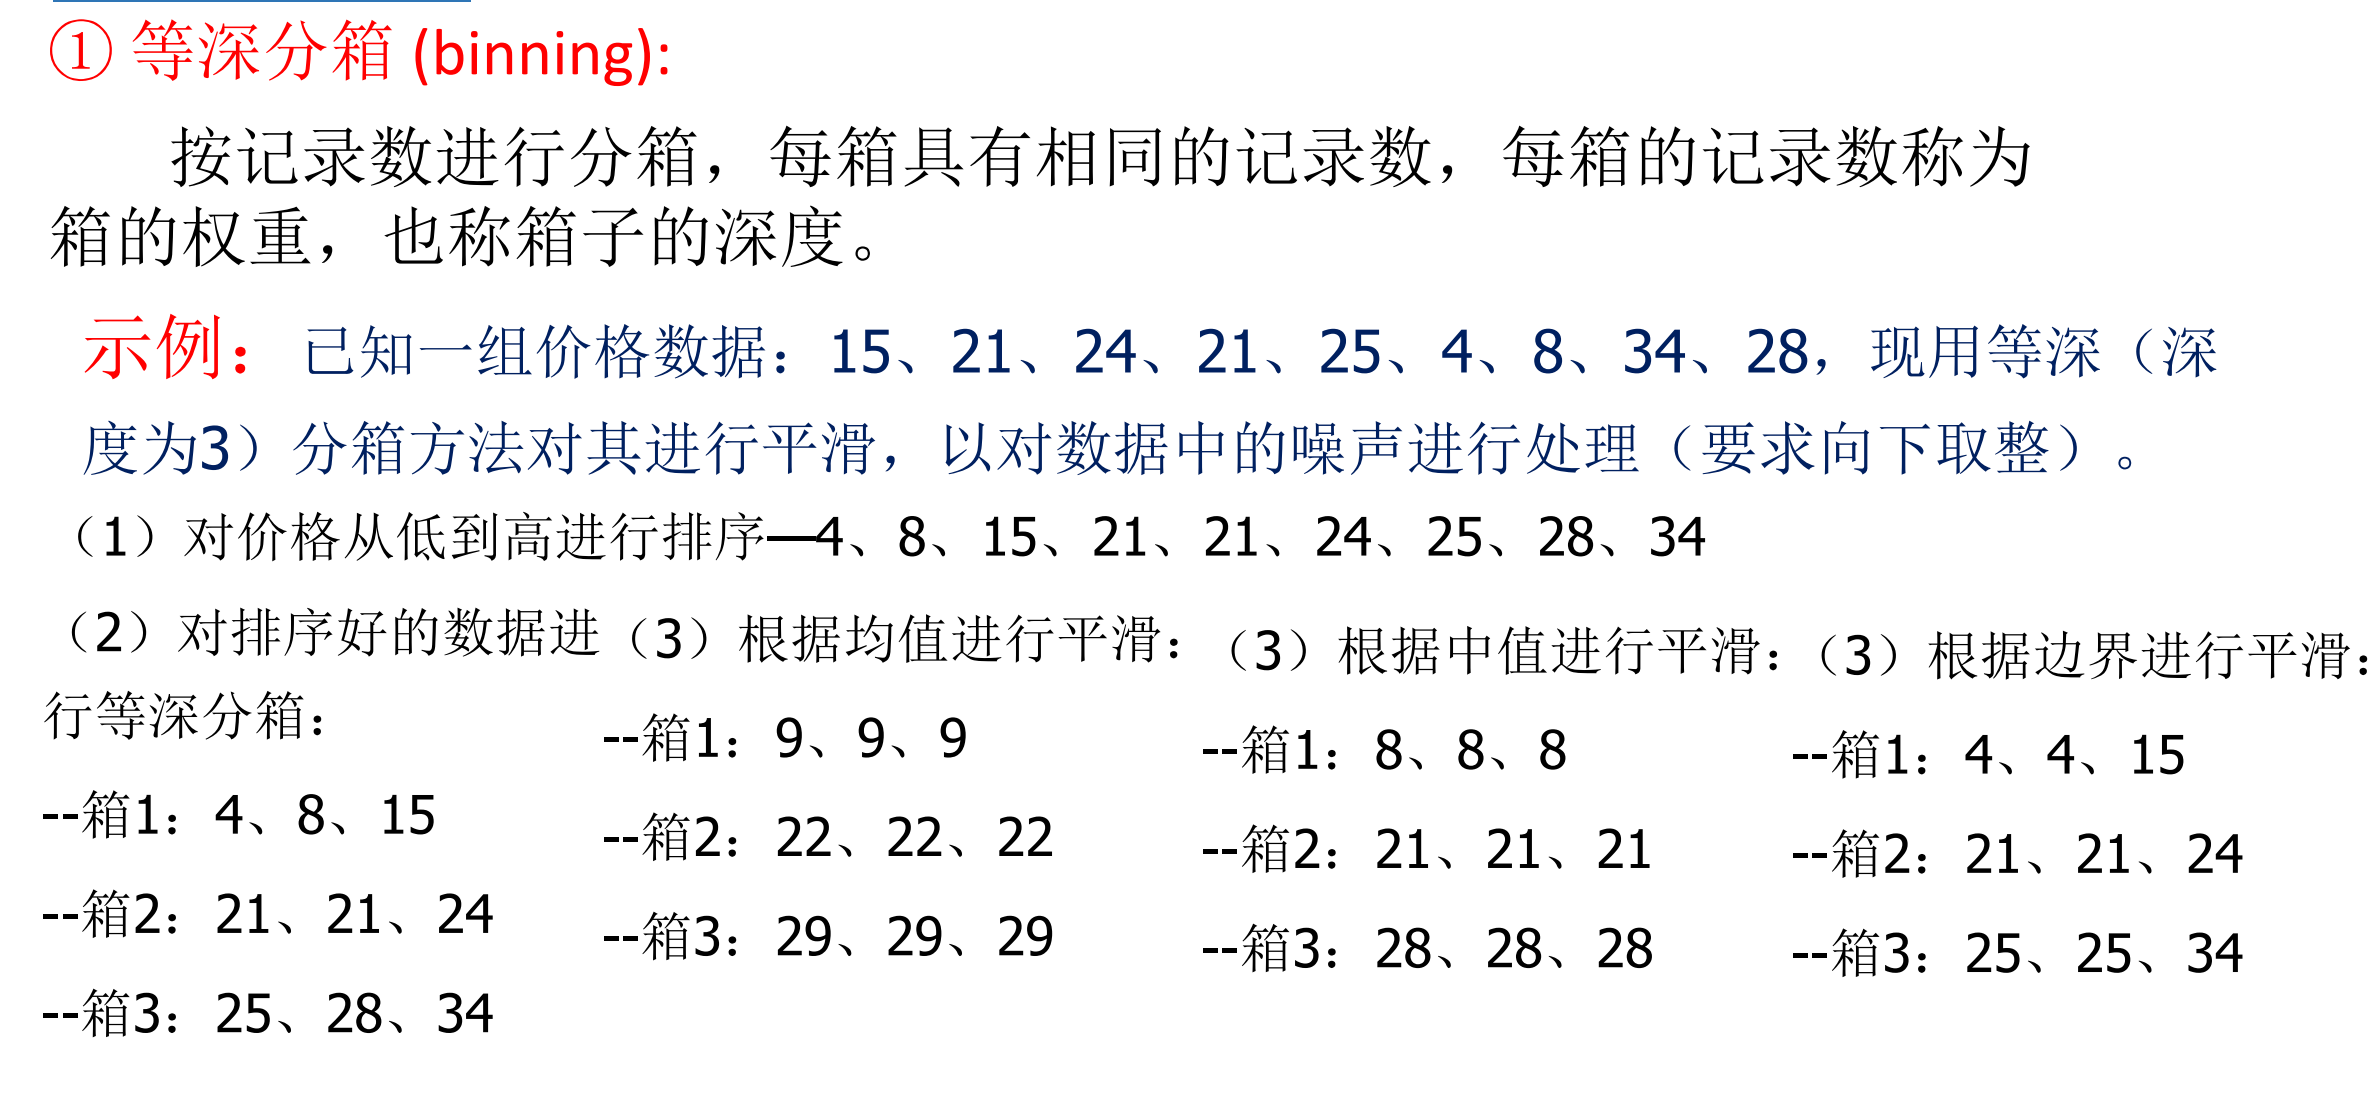 ① 等深分箱 (binning):
按记录数进行分箱，每箱具有相同的记录数，每箱的记录数称为
箱的权重，也称箱子的深度。
示例：已知一组价格数据：15、21、24、21、25、4、8、34、28，现用等深（深
度为3）分箱方法对其进行平滑，以对数据中的噪声进行处理（要求向下取整）。
（1）对价格从低到高进行排序—4、8、15、21、21、24、25、28、34
（2）对排序好的数据进
行等深分箱：
--箱1：4、8、15
--箱2：21、21、24
--箱3：25、28、34
（3）根据均值进行平滑：
--箱1：9、9、9
--箱2：22、22、22
--箱3：29、29、29
（3）根据中值进行平滑：
--箱1：8、8、8
--箱2：21、21、21
--箱3：28、28、28
（3）根据边界进行平滑：
--箱1：4、4、15
--箱2：21、21、24
--箱3：25、25、34